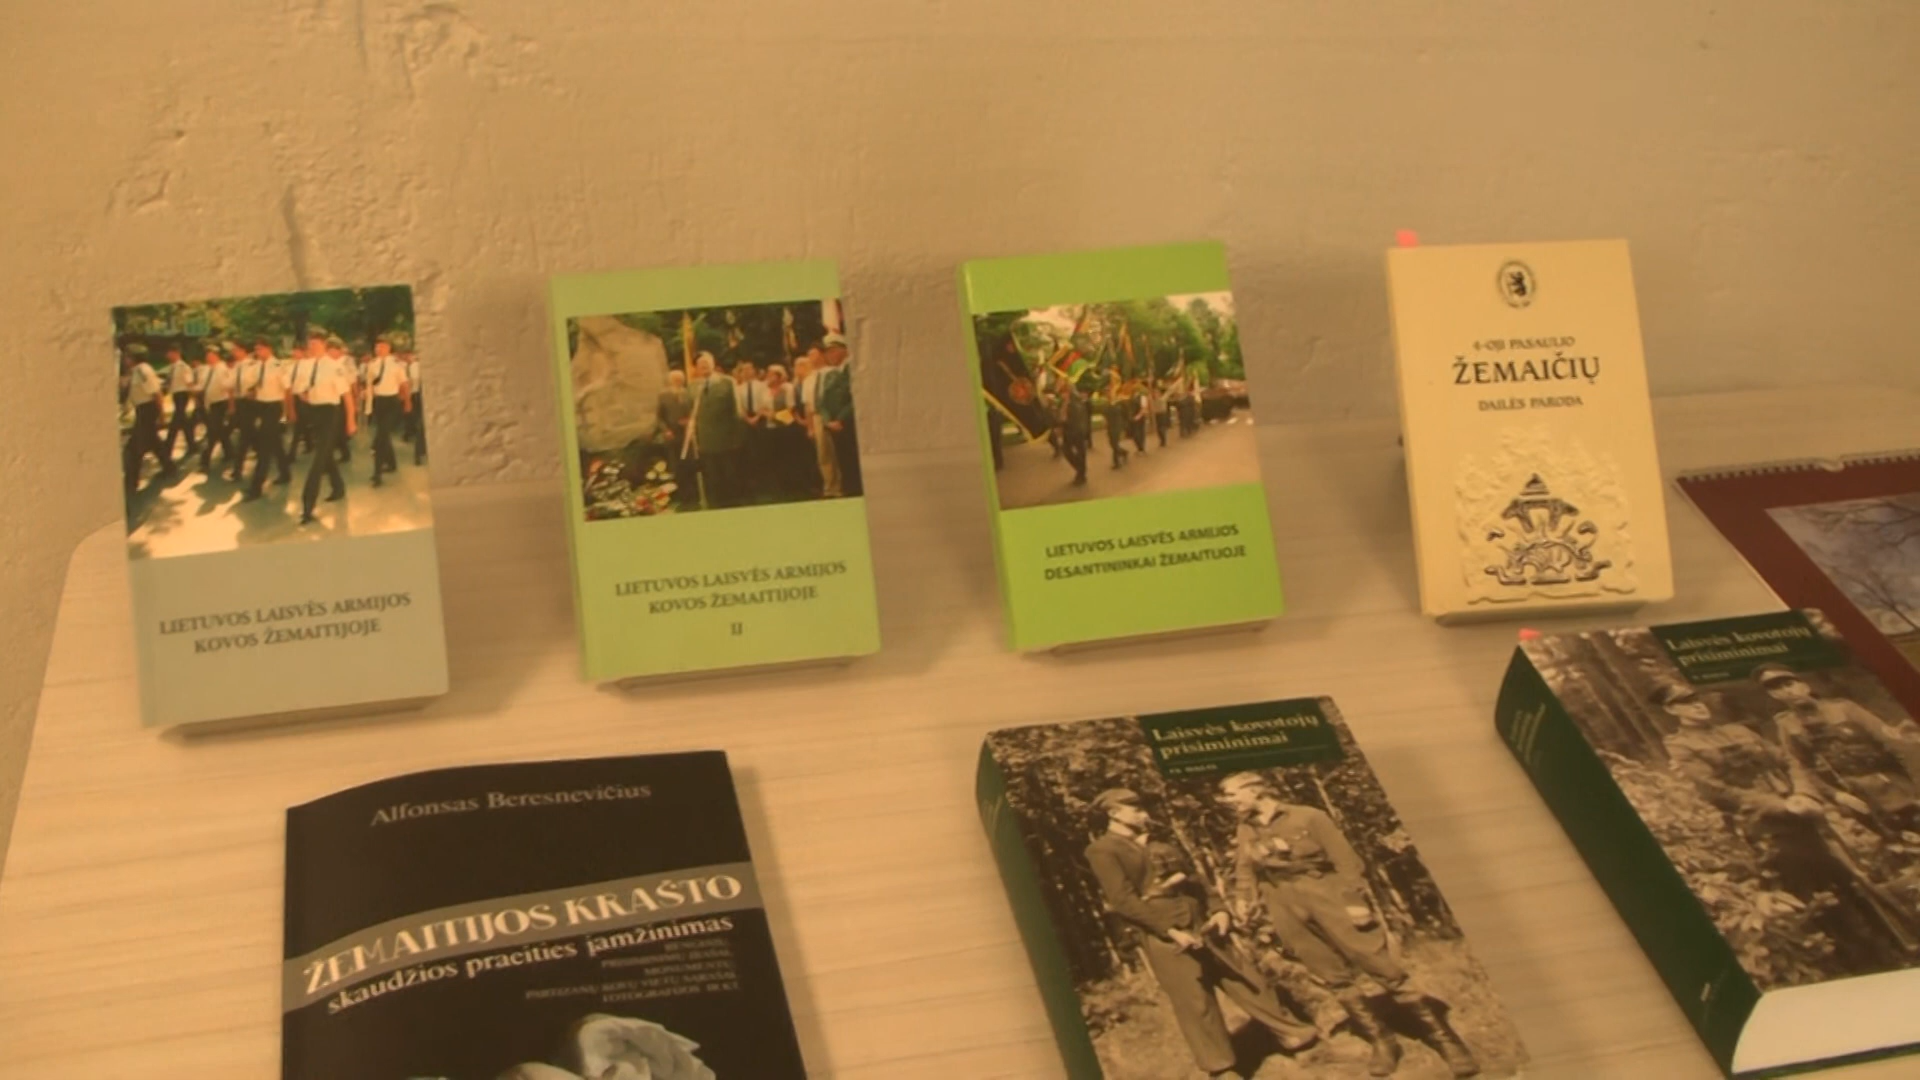 LIETUVOS LAISVĖS ARMIJOS
KOVOS ŽEMAITIJOJE
LIETUVOS LAISVĖS ARMIJOS
KOVOS ŽEMAITIJOJE
II
LIETUVOS LAISVĖS ARMIJOS
DESANTININKAI ŽEMAITIJOJE
4-OJI PASAULIO
ŽEMAIČIŲ
DAILĖS PARODA
Alfonsas Beresnevičius
ŽEMAITIJOS KRAŠTO
skaudžios praeities įamžinimas
Laisvės kovotojų
prisiminimai
Laisvės kovotojų
prisiminimai